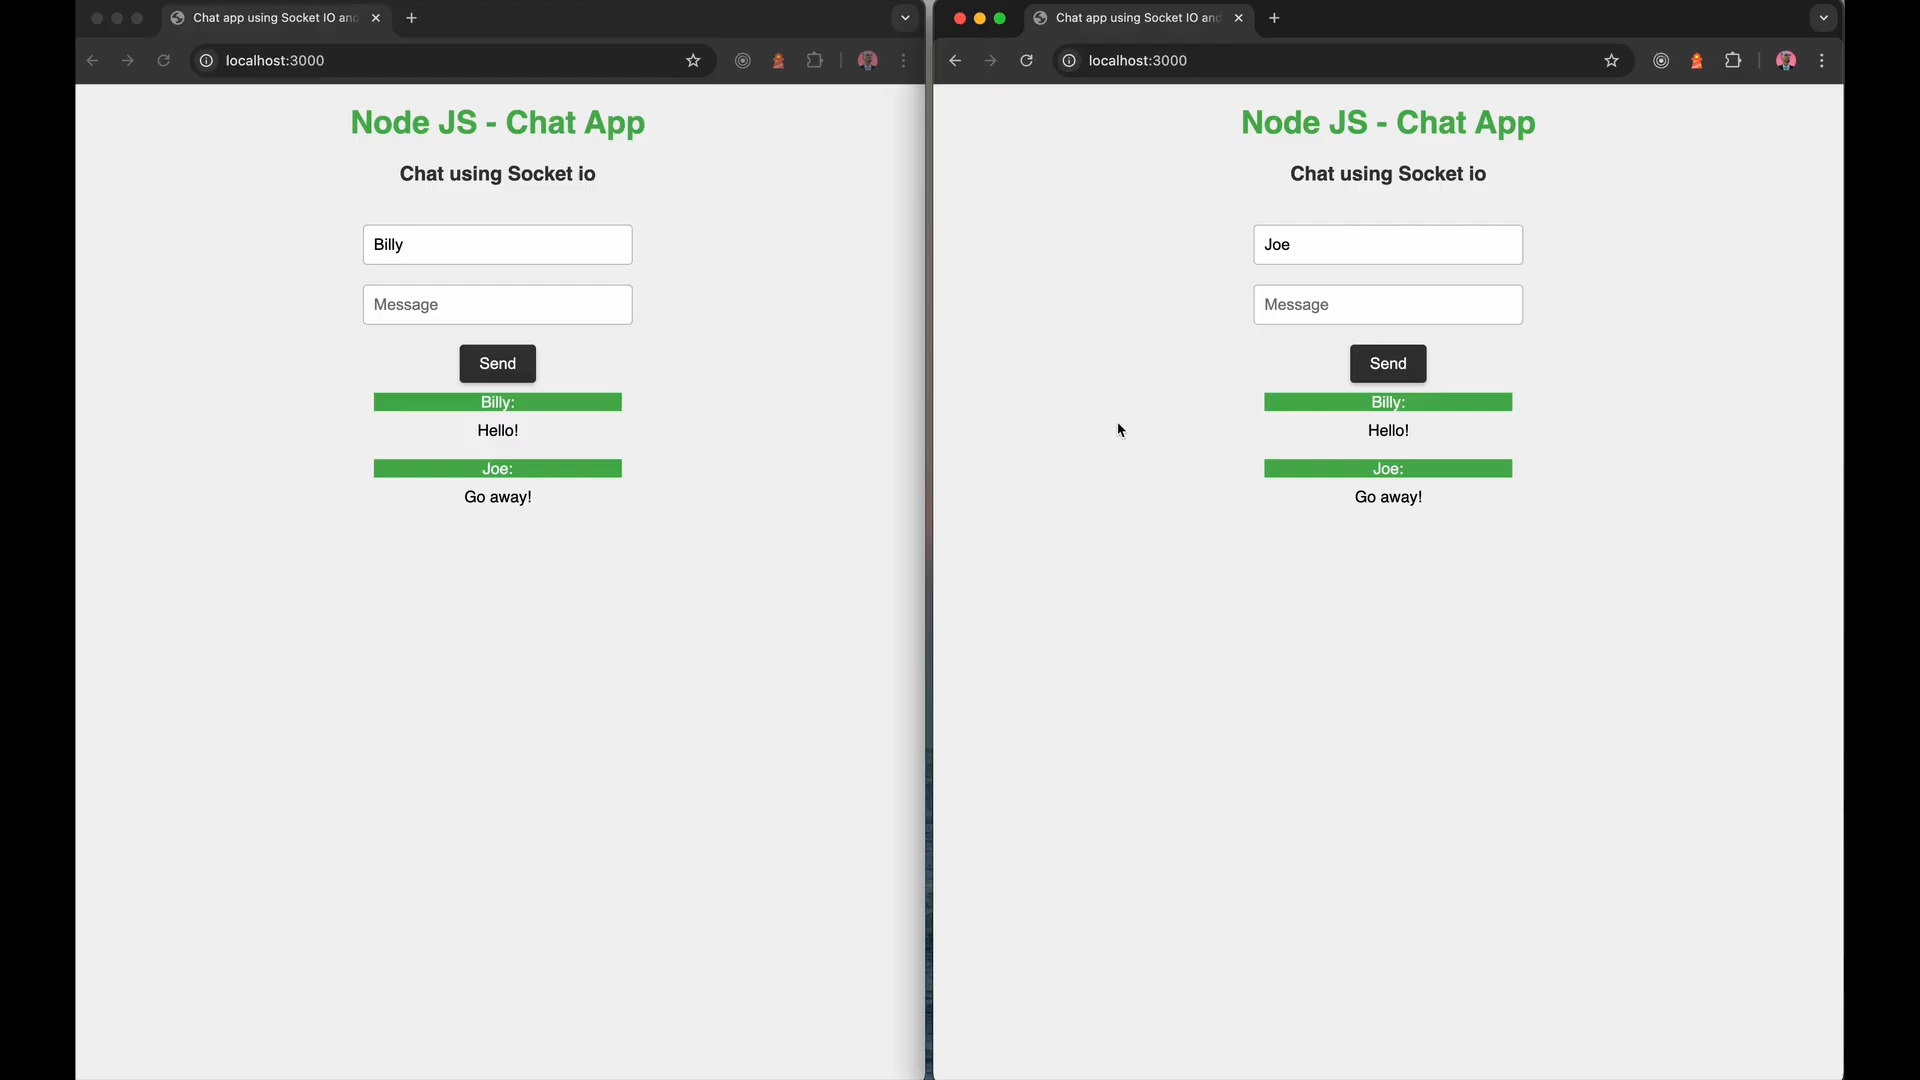 Chat app using Socket IO and
localhost:3000
Node JS - Chat App
Chat using Socket io
Billy
Message
Send
Billy:
Hello!
Joe:
Go away!
Chat app using Socket IO and
localhost:3000
Node JS - Chat App
Chat using Socket io
Joe
Message
Send
Billy:
Hello!
Joe:
Go away!